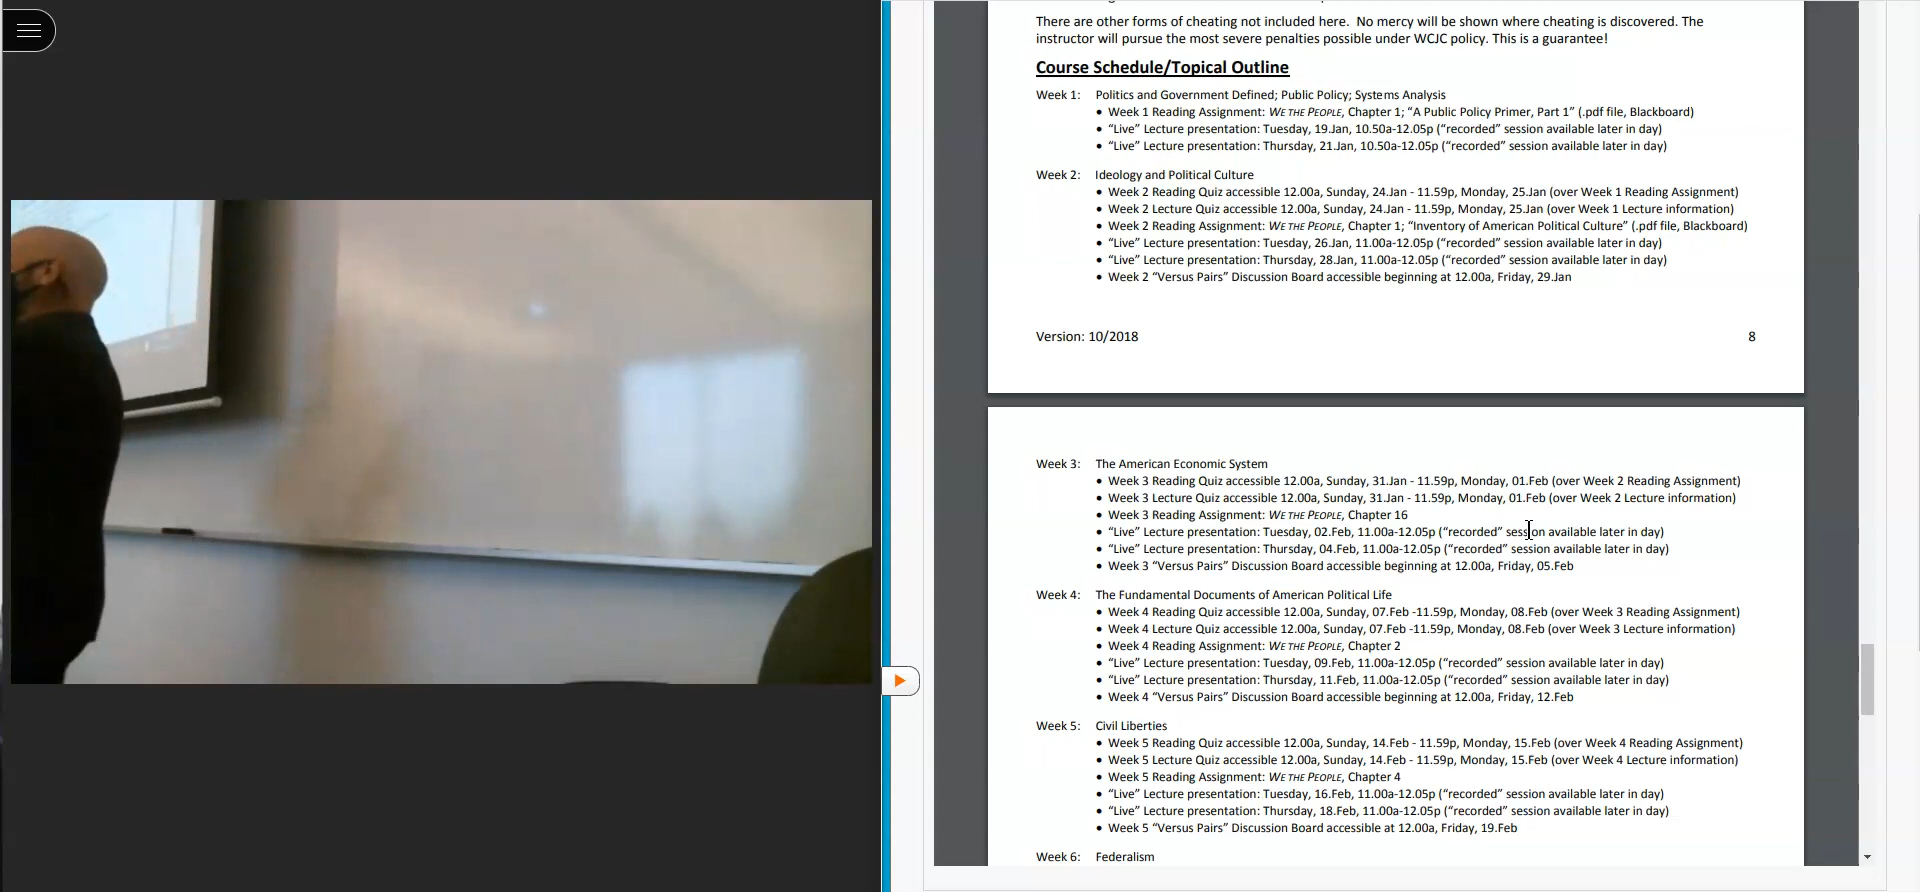 There are other forms of cheating not included here.  No mercy will be shown where cheating is discovered. The
instructor will pursue the most severe penalties possible under WCJC policy. This is a guarantee!
Course Schedule/Topical Outline
Week 1: Politics and Government Defined; Public Policy; Systems Analysis
• Week 1 Reading Assignment: WE THE PEOPLE, Chapter 1; “A Public Policy Primer, Part 1” (.pdf file, Blackboard)
• “Live” Lecture presentation: Tuesday, 19.Jan, 10.50a-12.05p (“recorded” session available later in day)
• “Live” Lecture presentation: Thursday, 21.Jan, 10.50a-12.05p (“recorded” session available later in day)
Week 2: Ideology and Political Culture
• Week 2 Reading Quiz accessible 12.00a, Sunday, 24.Jan - 11.59p, Monday, 25.Jan (over Week 1 Reading Assignment)
• Week 2 Lecture Quiz accessible 12.00a, Sunday, 24.Jan - 11.59p, Monday, 25.Jan (over Week 1 Lecture information)
• Week 2 Reading Assignment: WE THE PEOPLE, Chapter 1; “Inventory of American Political Culture” (.pdf file, Blackboard)
• “Live” Lecture presentation: Tuesday, 26.Jan, 11.00a-12.05p (“recorded” session available later in day)
• “Live” Lecture presentation: Thursday, 28.Jan, 11.00a-12.05p (“recorded” session available later in day)
• Week 2 “Versus Pairs” Discussion Board accessible beginning at 12.00a, Friday, 29.Jan
Version: 10/2018 8
Week 3: The American Economic System
• Week 3 Reading Quiz accessible 12.00a, Sunday, 31.Jan - 11.59p, Monday, 01.Feb (over Week 2 Reading Assignment)
• Week 3 Lecture Quiz accessible 12.00a, Sunday, 31.Jan - 11.59p, Monday, 01.Feb (over Week 2 Lecture information)
• Week 3 Reading Assignment: WE THE PEOPLE, Chapter 16
• “Live” Lecture presentation: Tuesday, 02.Feb, 11.00a-12.05p (“recorded” session available later in day)
• “Live” Lecture presentation: Thursday, 04.Feb, 11.00a-12.05p (“recorded” session available later in day)
• Week 3 “Versus Pairs” Discussion Board accessible beginning at 12.00a, Friday, 05.Feb
Week 4: The Fundamental Documents of American Political Life
• Week 4 Reading Quiz accessible 12.00a, Sunday, 07.Feb -11.59p, Monday, 08.Feb (over Week 3 Reading Assignment)
• Week 4 Lecture Quiz accessible 12.00a, Sunday, 07.Feb -11.59p, Monday, 08.Feb (over Week 3 Lecture information)
• Week 4 Reading Assignment: WE THE PEOPLE, Chapter 2
• “Live” Lecture presentation: Tuesday, 09.Feb, 11.00a-12.05p (“recorded” session available later in day)
• “Live” Lecture presentation: Thursday, 11.Feb, 11.00a-12.05p (“recorded” session available later in day)
• Week 4 “Versus Pairs” Discussion Board accessible beginning at 12.00a, Friday, 12.Feb
Week 5: Civil Liberties
• Week 5 Reading Quiz accessible 12.00a, Sunday, 14.Feb - 11.59p, Monday, 15.Feb (over Week 4 Reading Assignment)
• Week 5 Lecture Quiz accessible 12.00a, Sunday, 14.Feb - 11.59p, Monday, 15.Feb (over Week 4 Lecture information)
• Week 5 Reading Assignment: WE THE PEOPLE, Chapter 4
• “Live” Lecture presentation: Tuesday, 16.Feb, 11.00a-12.05p (“recorded” session available later in day)
• “Live” Lecture presentation: Thursday, 18.Feb, 11.00a-12.05p (“recorded” session available later in day)
• Week 5 “Versus Pairs” Discussion Board accessible at 12.00a, Friday, 19.Feb
Week 6: Federalism